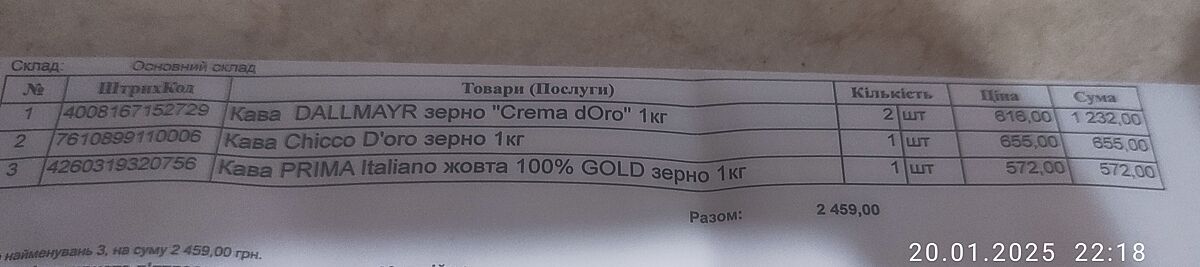 Склад: Основний склад
№ ШтрихКод Товари (Послуги) Кількість Ціна Сума
1 4008167152729 Кава DALLMAYR зерно "Crema dOro" 1кг 2 шт 616,00 1 232,00
2 7610899110006 Кава Chicco D'oro зерно 1кг 1 шт 655,00 655,00
3 4260319320756 Кава PRIMA Italiano жовта 100% GOLD зерно 1кг 1 шт 572,00 572,00
Разом: 2 459,00
найменувань 3, на суму 2 459,00 грн.
20.01.2025 22:18